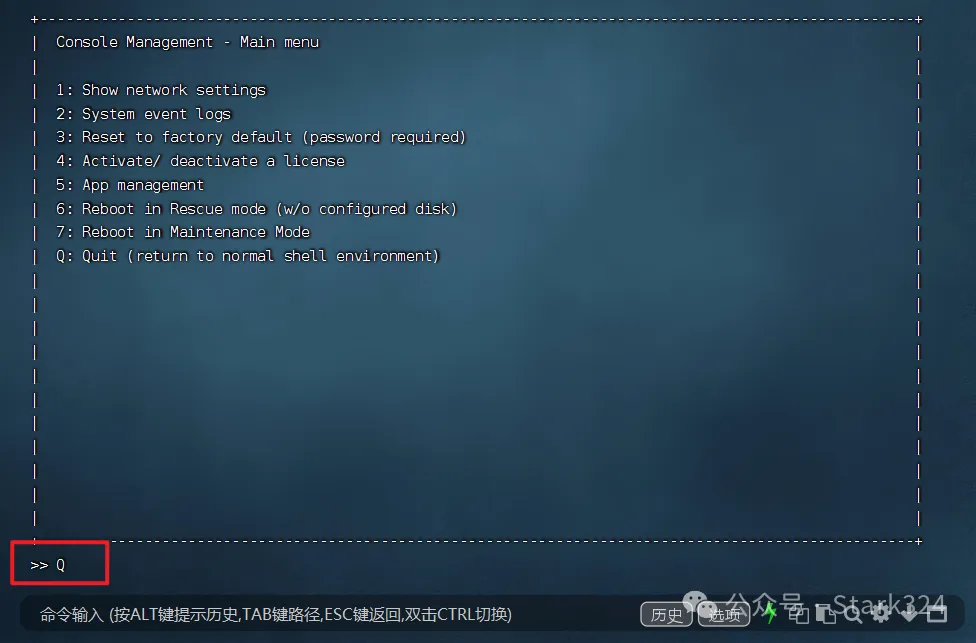 Console Management - Main menu
1: Show network settings
2: System event logs
3: Reset to factory default (password required)
4: Activate/ deactivate a license
5: App management
6: Reboot in Rescue mode (w/o configured disk)
7: Reboot in Maintenance Mode
Q: Quit (return to normal shell environment)
>> Q
命令输入 (按ALT键提示历史,TAB键路径,ESC键返回,双击CTRL切换)
历史 选项
公众号 Stark324